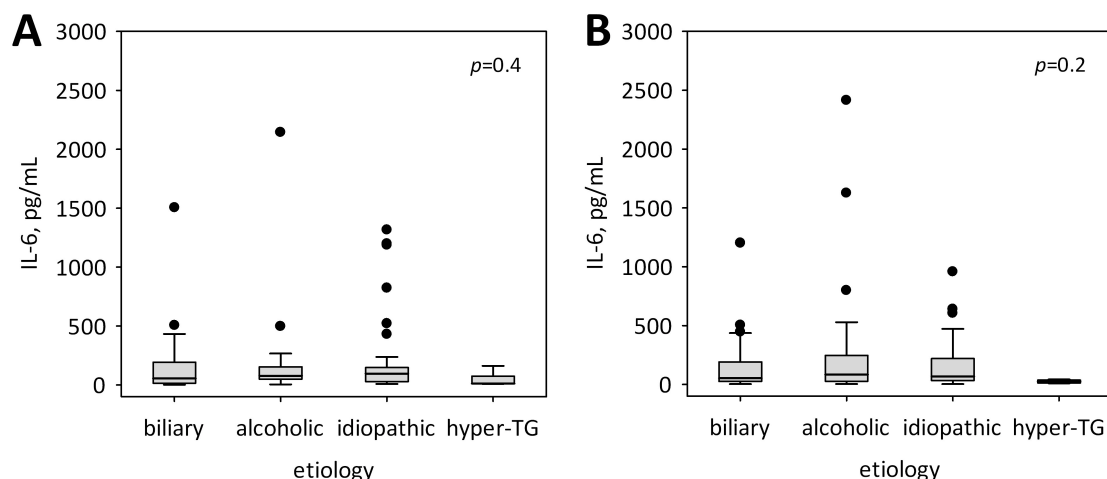 A
3000
2500
2000
1500
1000
500
0
IL-6, pg/mL
p=0.4
biliary alcoholic idiopathic hyper-TG
etiology
B
3000
2500
2000
1500
1000
500
0
IL-6, pg/mL
p=0.2
biliary alcoholic idiopathic hyper-TG
etiology